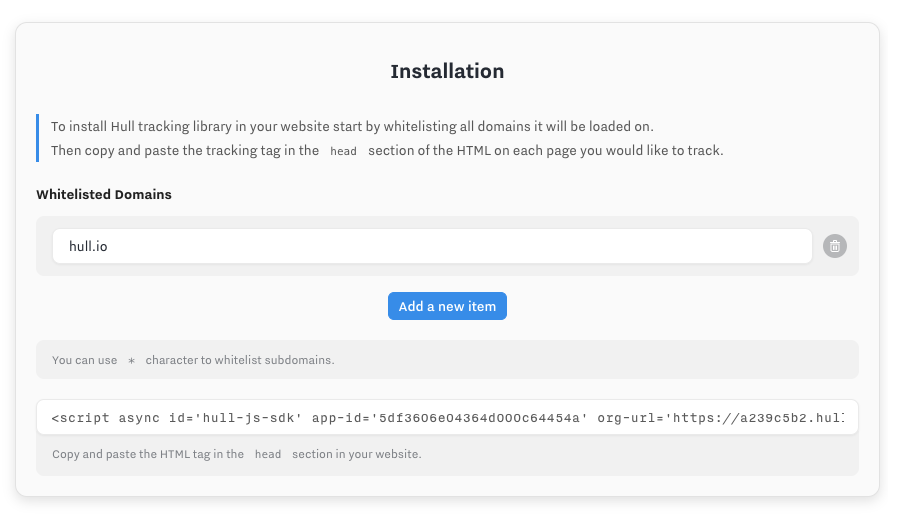 Installation
To install Hull tracking library in your website start by whitelisting all domains it will be loaded on.
Then copy and paste the tracking tag in the head section of the HTML on each page you would like to track.
Whitelisted Domains
hull.io
Add a new item
You can use * character to whitelist subdomains.
<script async id='hull-js-sdk' app-id='5df3606e04364d000c64454a' org-url='https://a239c5b2.hull
Copy and paste the HTML tag in the head section in your website.